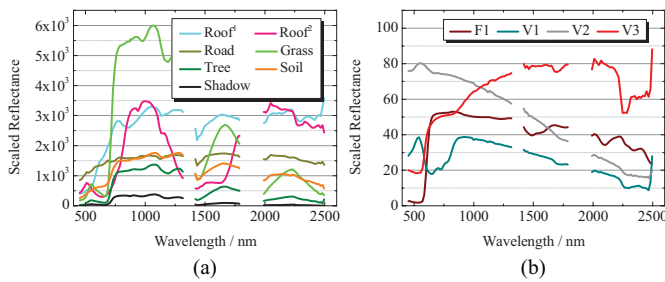 Scaled Reflectance
6x10³
5x10³
4x10³
3x10³
2x10³
1x10³
0
Roof¹ Roof²
Road Grass
Tree Soil
Shadow
500 1000 1500 2000 2500
Wavelength / nm
(a)
Scaled Reflectance
100
80
60
40
20
0
F1 V1 V2 V3
500 1000 1500 2000 2500
Wavelength / nm
(b)